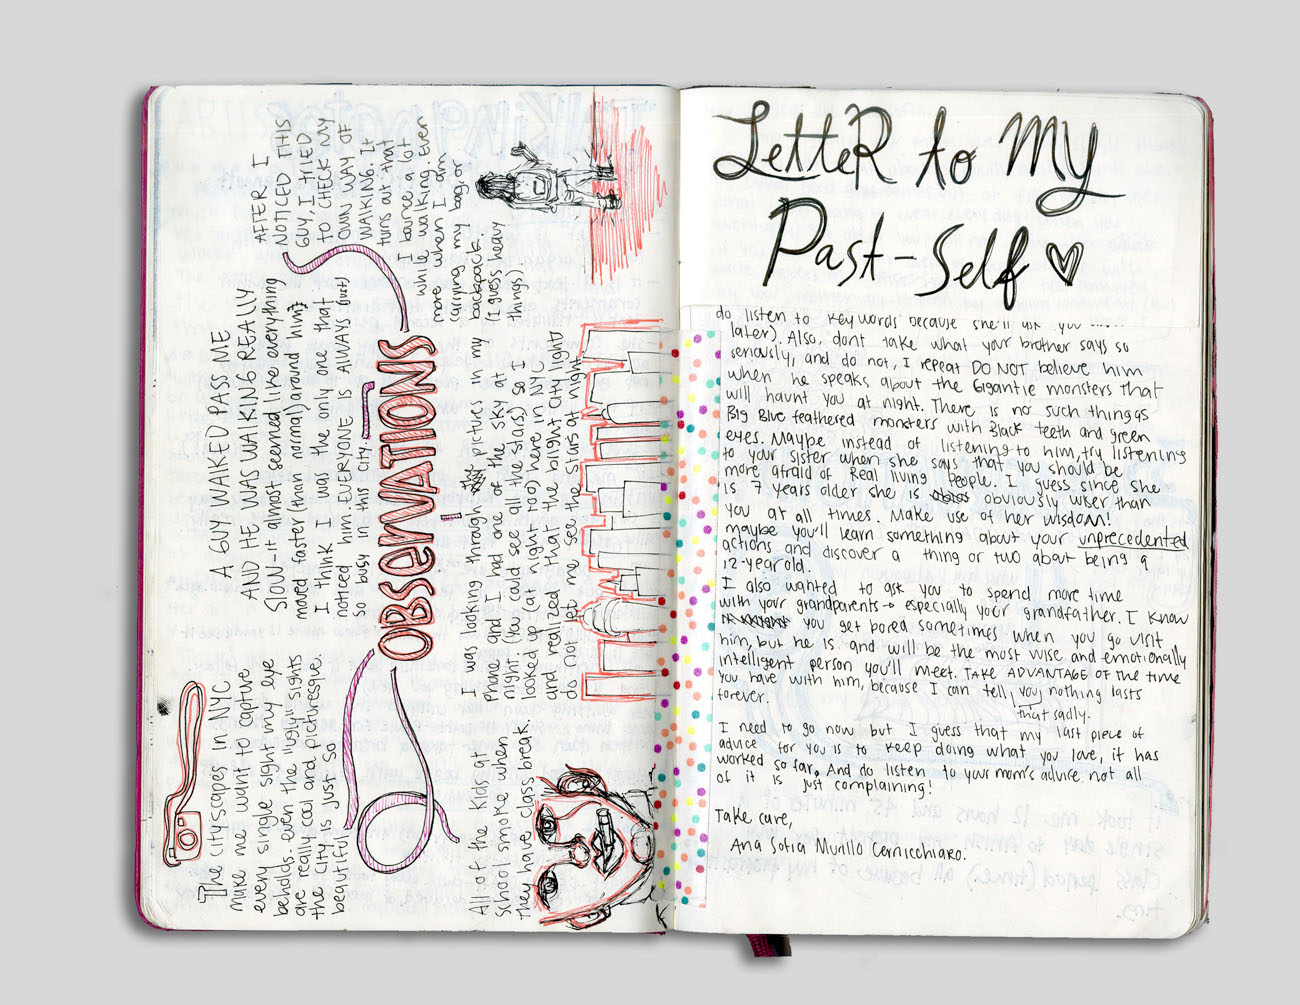 THE CITYSCAPES IN NYC
make me want to captive
every single sight my eye
beholds. even the "ugly" sights
are really cool and picturesque.
the city is just so
beautiful.
A GUY WALKED PASS ME
AND HE WAS WALKING REALLY
SLOW-it almost seemed like everything
moved faster (than normal) around him.
I think I was the only one that
noticed him. EVERYONE IS ALWAYS (just)
so busy in this city.
AFTER I
NOTICED THIS
GUY, I TRIED
TO CHECK MY
OWN WAY OF
WALKING. IT
turns out that
I bounce a lot
while walking. Even
more when I am
carrying my bag or
backpack.
(I guess heavy
things)
OBSERVATIONS
All of the kids at
school smoke when
they have class break.
I was looking through pictures in my
phone and I had one of the sky at
night (You could see all the stars) so I
looked up (at night too) here in NYC
and realized that the bright city lights
do not let me see the stars at night.
LetteR to My
Past-Self
do listen to key words because she'll ask you
later). Also, dont take what your brother says so
seriously, and do not, I repeat DO NOT believe him
when he speaks about the Gigantic monsters that
will haunt you at night. There is no such things as
Big Blue feathered monsters with Black teeth and green
eyes. Maybe instead of listening to him, try listening
to your sister when she says that you should be
more afraid of Real living People. I guess since she
is 7 years older she is obviously wiser than
you at all times. Make use of her wisdom!
maybe you'll learn something about your unprecedented
actions and discover a thing or two about being a
12-year old.
I also wanted to ask you to spend more time
with your grandparents → especially your grandfather. I know
you get bored sometimes when you go visit
him, but he is and will be the most wise and emotionally
intelligent person you'll meet. TAKE ADVANTAGE of the time
you have with him, because I can tell you nothing lasts
forever.
that sadly.
I need to go now but I guess that my last piece of
advice for you is to keep doing what you love, it has
worked so far. And do listen to your mom's advice, not all
of it is just complaining!
Take care,
Ana Sofia Murillo Cernicchiaro.